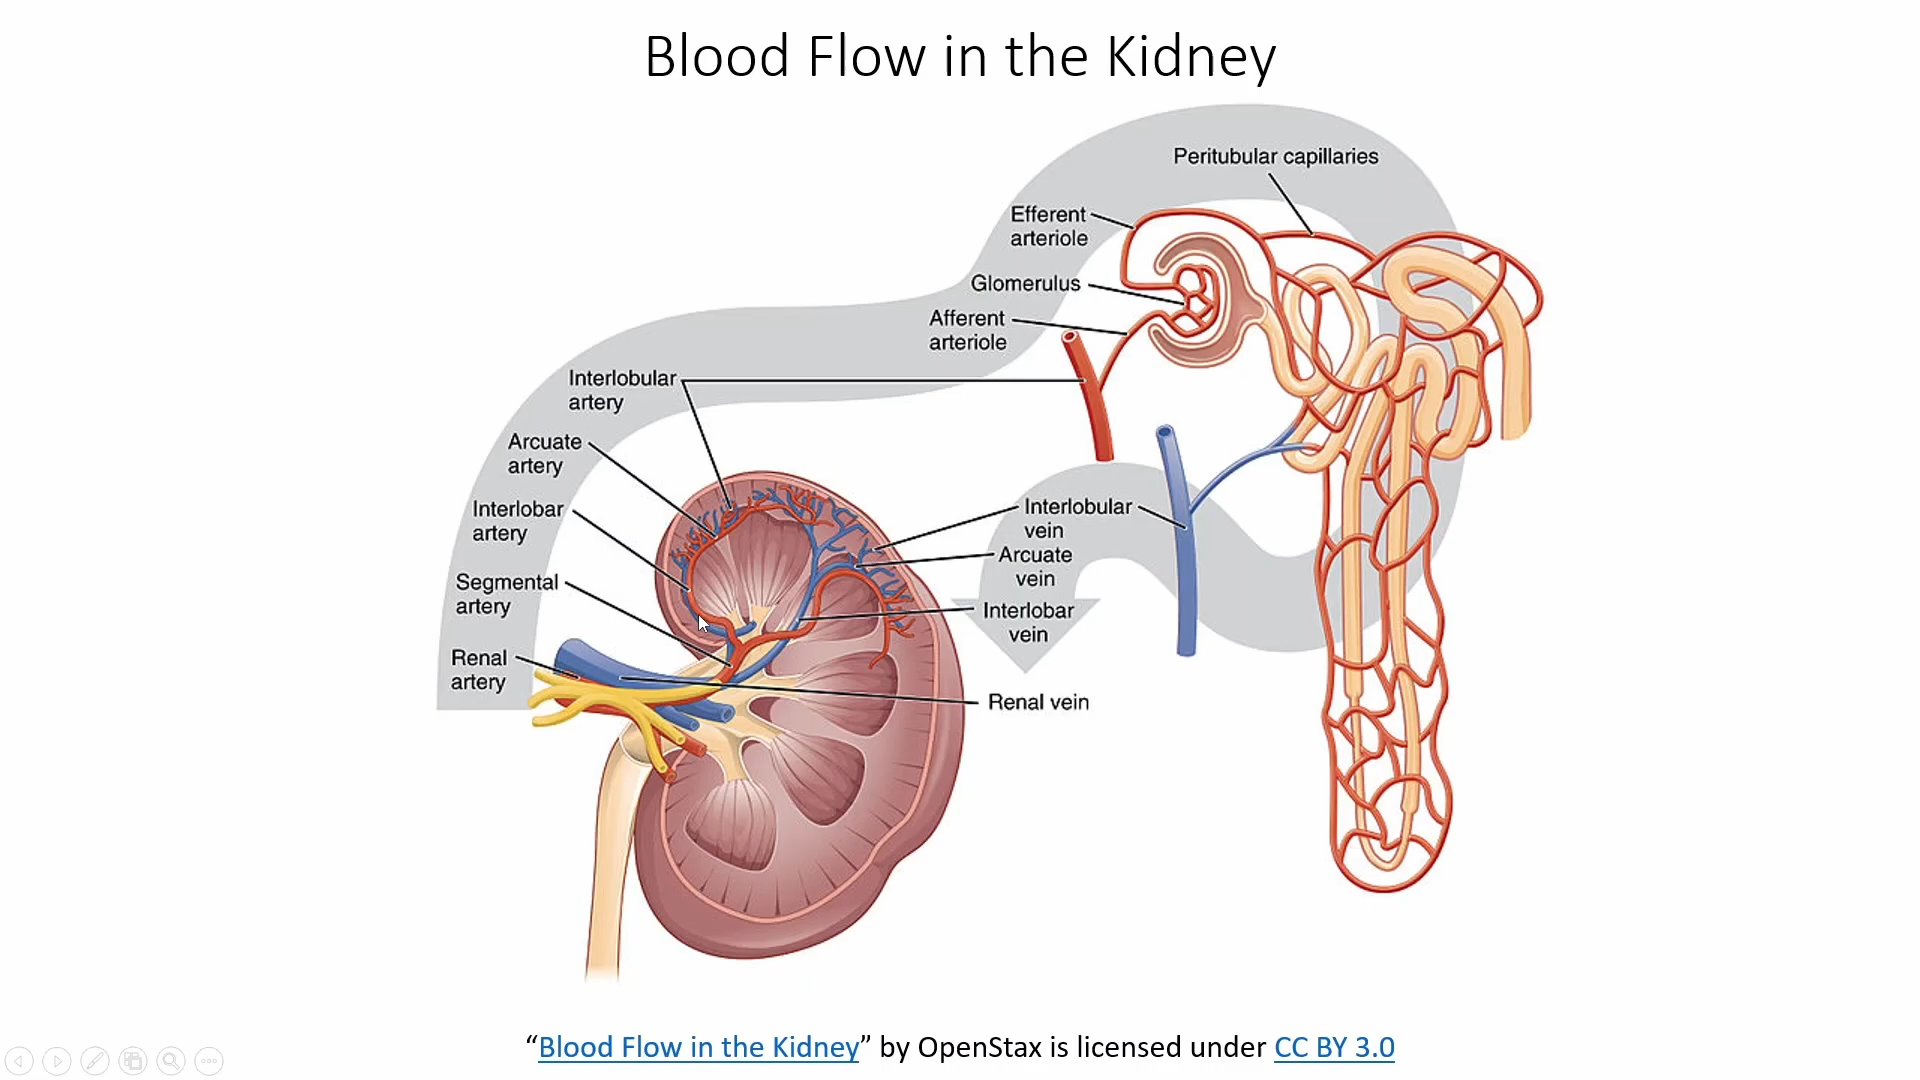 Blood Flow in the Kidney
Peritubular capillaries
Efferent
arteriole
Glomerulus
Afferent
arteriole
Interlobular
artery
Arcuate
artery
Interlobar
artery
Segmental
artery
Renal
artery
Interlobular
vein
Arcuate
vein
Interlobar
vein
Renal vein
“Blood Flow in the Kidney” by OpenStax is licensed under CC BY 3.0